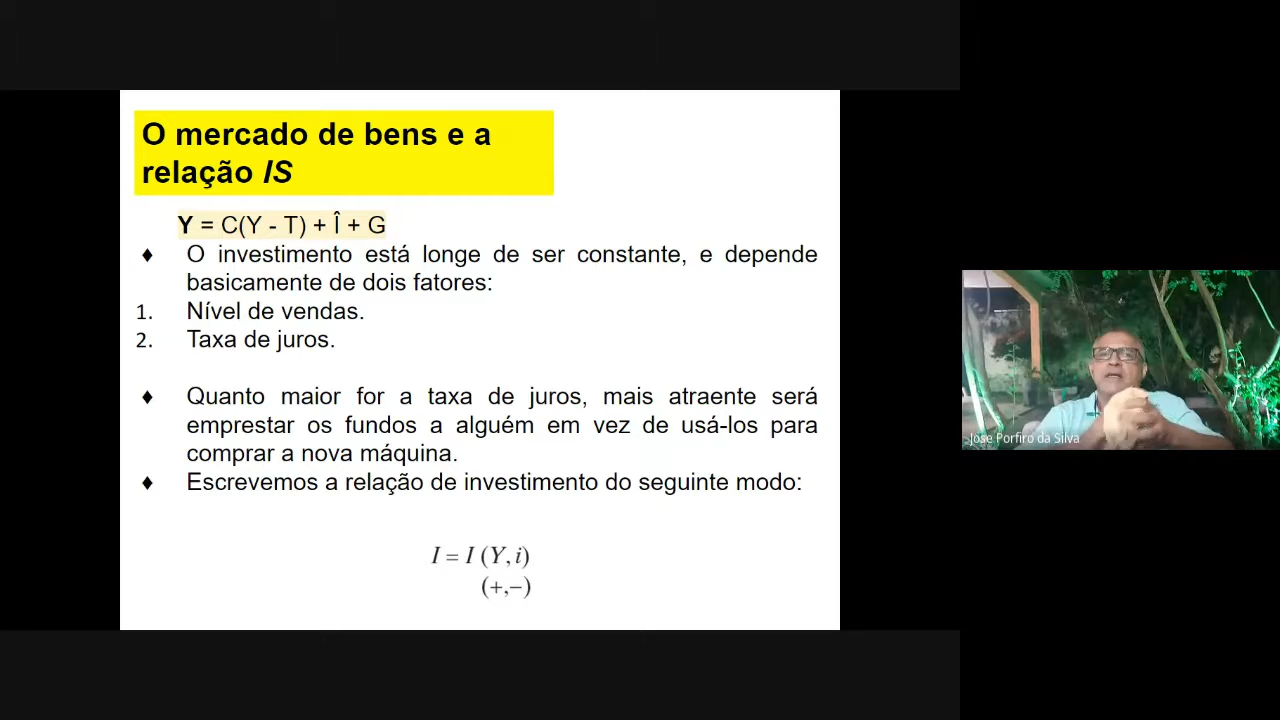 O mercado de bens e a
relação IS
Y = C(Y - T) + Î + G
♦ O investimento está longe de ser constante, e depende
basicamente de dois fatores:
1. Nível de vendas.
2. Taxa de juros.
♦ Quanto maior for a taxa de juros, mais atraente será
emprestar os fundos a alguém em vez de usá-los para
comprar a nova máquina.
♦ Escrevemos a relação de investimento do seguinte modo:
I = I (Y, i)
(+,−)
Jose Porfiro da Silva